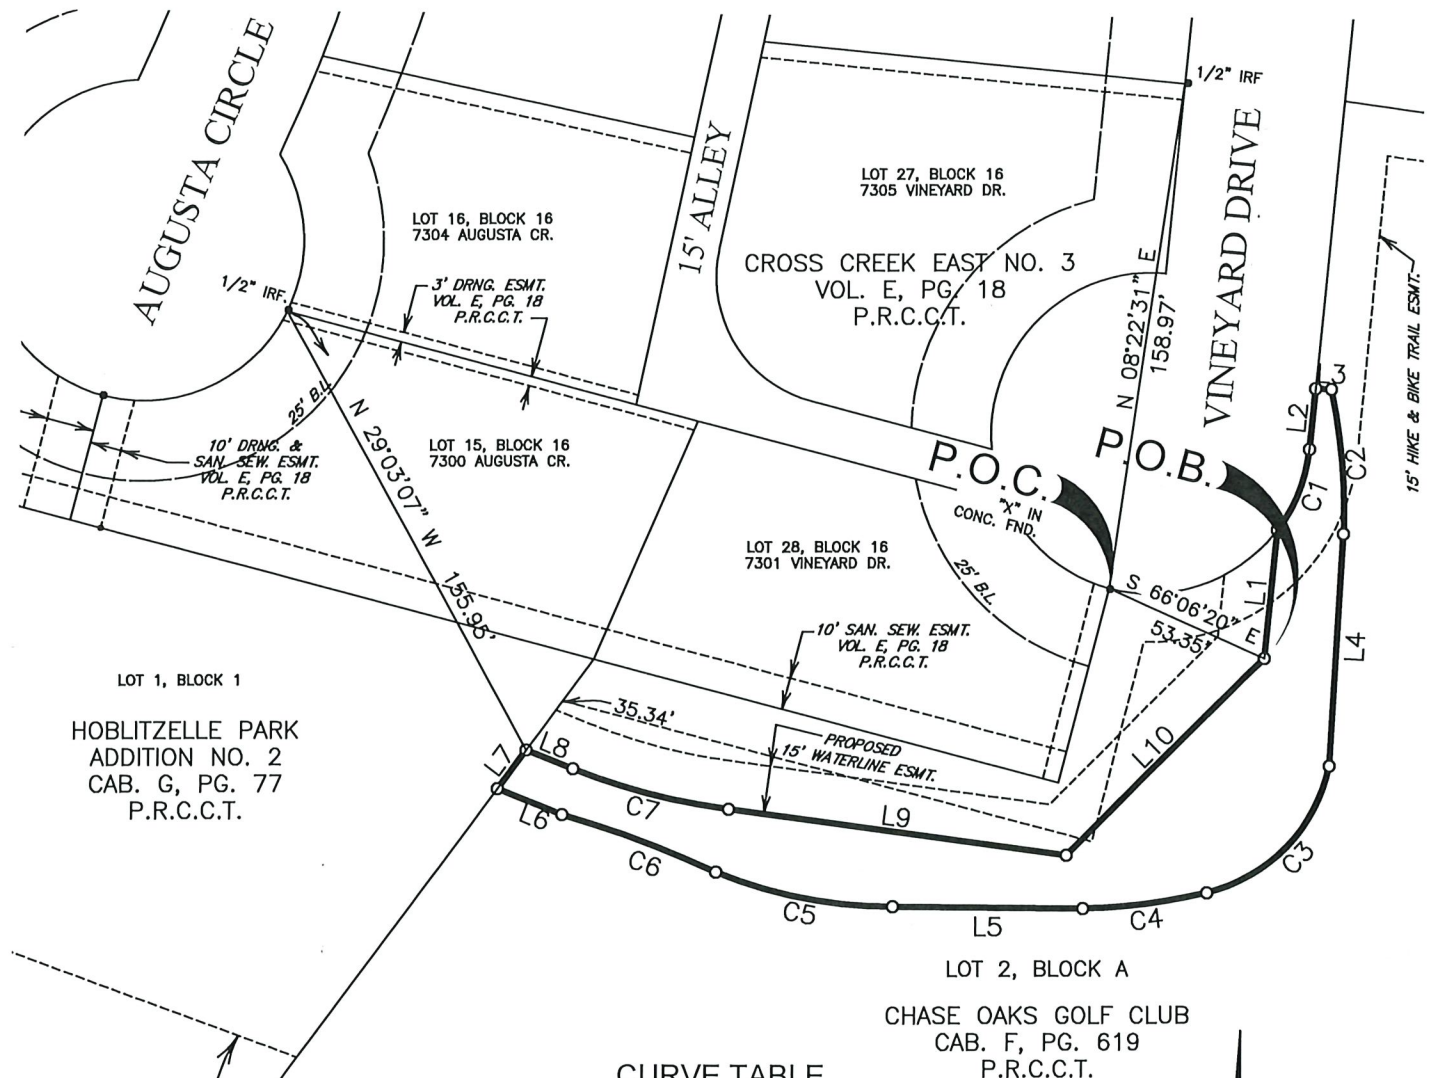 AUGUSTA CIRCLE
15' ALLEY
VINEYARD DRIVE
1/2" IRF
LOT 27, BLOCK 16
7305 VINEYARD DR.
LOT 16, BLOCK 16
7304 AUGUSTA CR.
CROSS CREEK EAST NO. 3
VOL. E, PG. 18
P.R.C.C.T.
N 08°22'31" E
158.97'
15' HIKE & BIKE TRAIL ESMT.
1/2" IRF.
3' DRNG. ESMT.
VOL. E, PG. 18
P.R.C.C.T.
25' B.L.
N 29°03'07" W 155.95'
10' DRNG. &
SAN. SEW. ESMT.
VOL. E, PG. 18
P.R.C.C.T.
LOT 15, BLOCK 16
7300 AUGUSTA CR.
P.O.C.
"X" IN
CONC. FND.
P.O.B.
L3
L2
C1
C2
LOT 28, BLOCK 16
7301 VINEYARD DR.
25' B.L.
S 66°06'20" E
53.35'
L1
L4
10' SAN. SEW. ESMT.
VOL. E, PG. 18
P.R.C.C.T.
LOT 1, BLOCK 1
HOBLITZELLE PARK
ADDITION NO. 2
CAB. G, PG. 77
P.R.C.C.T.
35.34'
PROPOSED
15' WATERLINE ESMT.
L10
L7
L8
C7
L9
L6
C6
C5
L5
C4
C3
LOT 2, BLOCK A
CHASE OAKS GOLF CLUB
CAB. F, PG. 619
P.R.C.C.T.
CURVE TABLE